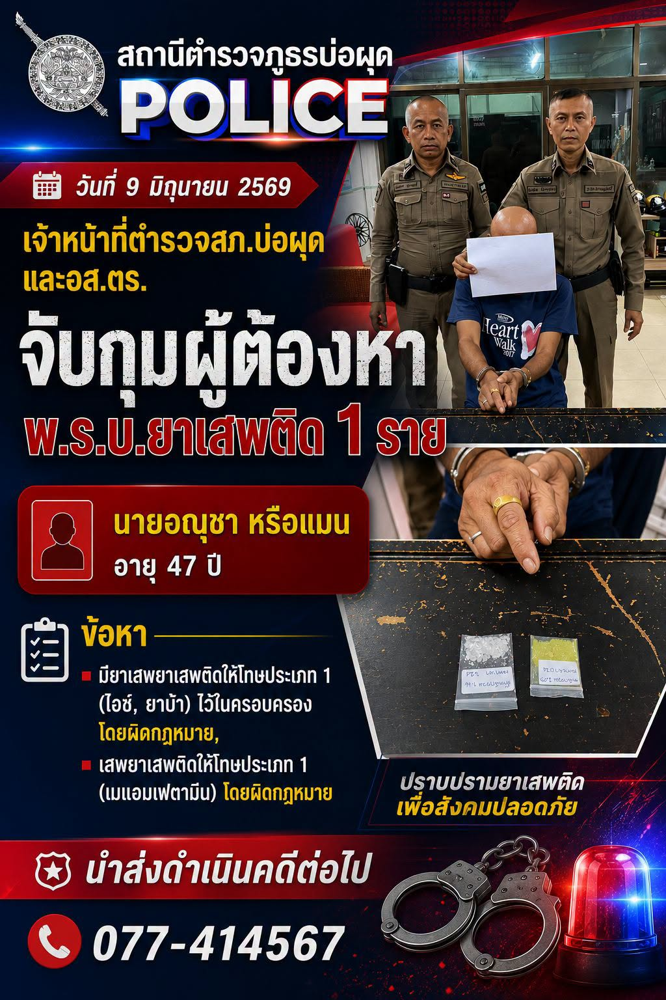 สถานีตำรวจภูธรบ่อผุด
POLICE
วันที่ 9 มิถุนายน 2569
เจ้าหน้าที่ตำรวจสภ.บ่อผุด
และอส.ตร.
จับกุมผู้ต้องหา
พ.ร.บ.ยาเสพติด 1 ราย
Heart
Walk
2017
นายอณุชา หรือแมน
อายุ 47 ปี
ข้อหา
มียาเสพยาเสพติดให้โทษประเภท 1
(ไอซ์, ยาบ้า) ไว้ในครอบครอง
โดยผิดกฎหมาย,
เสพยาเสพติดให้โทษประเภท 1
(เมแอมเฟตามีน) โดยผิดกฎหมาย
ปราบปรามยาเสพติด
เพื่อสังคมปลอดภัย
นำส่งดำเนินคดีต่อไป
077-414567